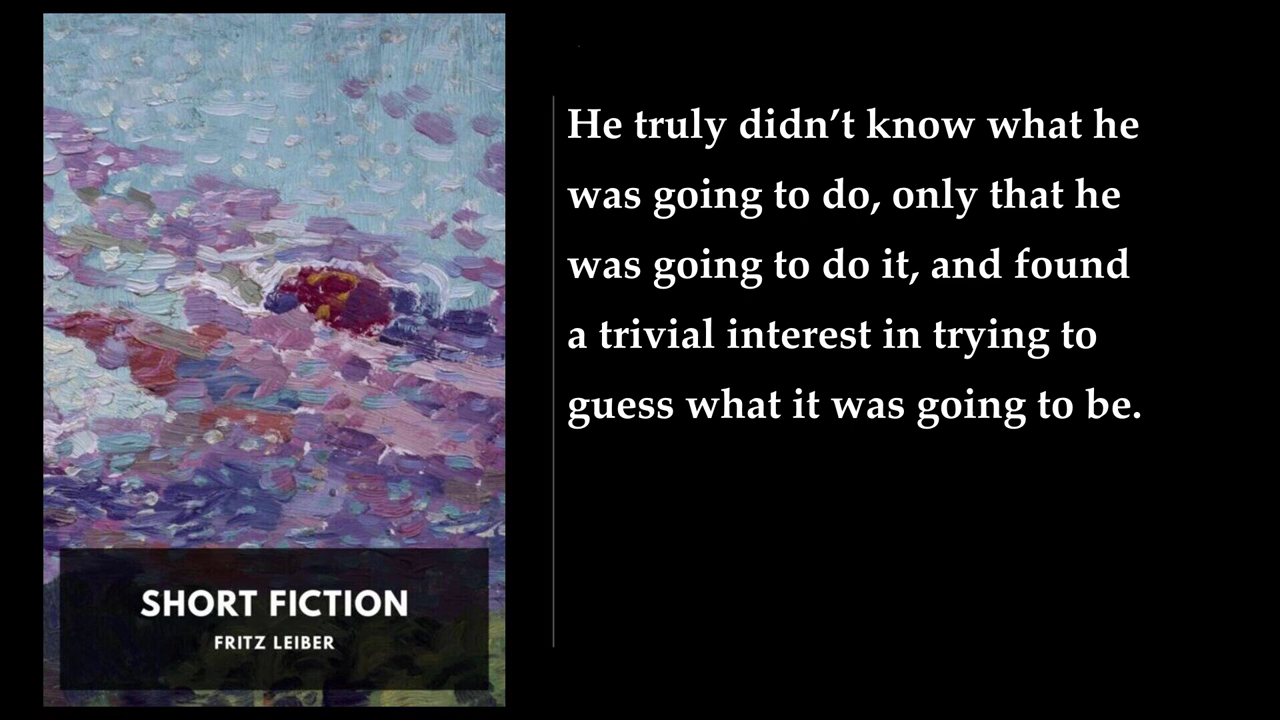 He truly didn’t know what he
was going to do, only that he
was going to do it, and found
a trivial interest in trying to
guess what it was going to be.
SHORT FICTION
FRITZ LEIBER